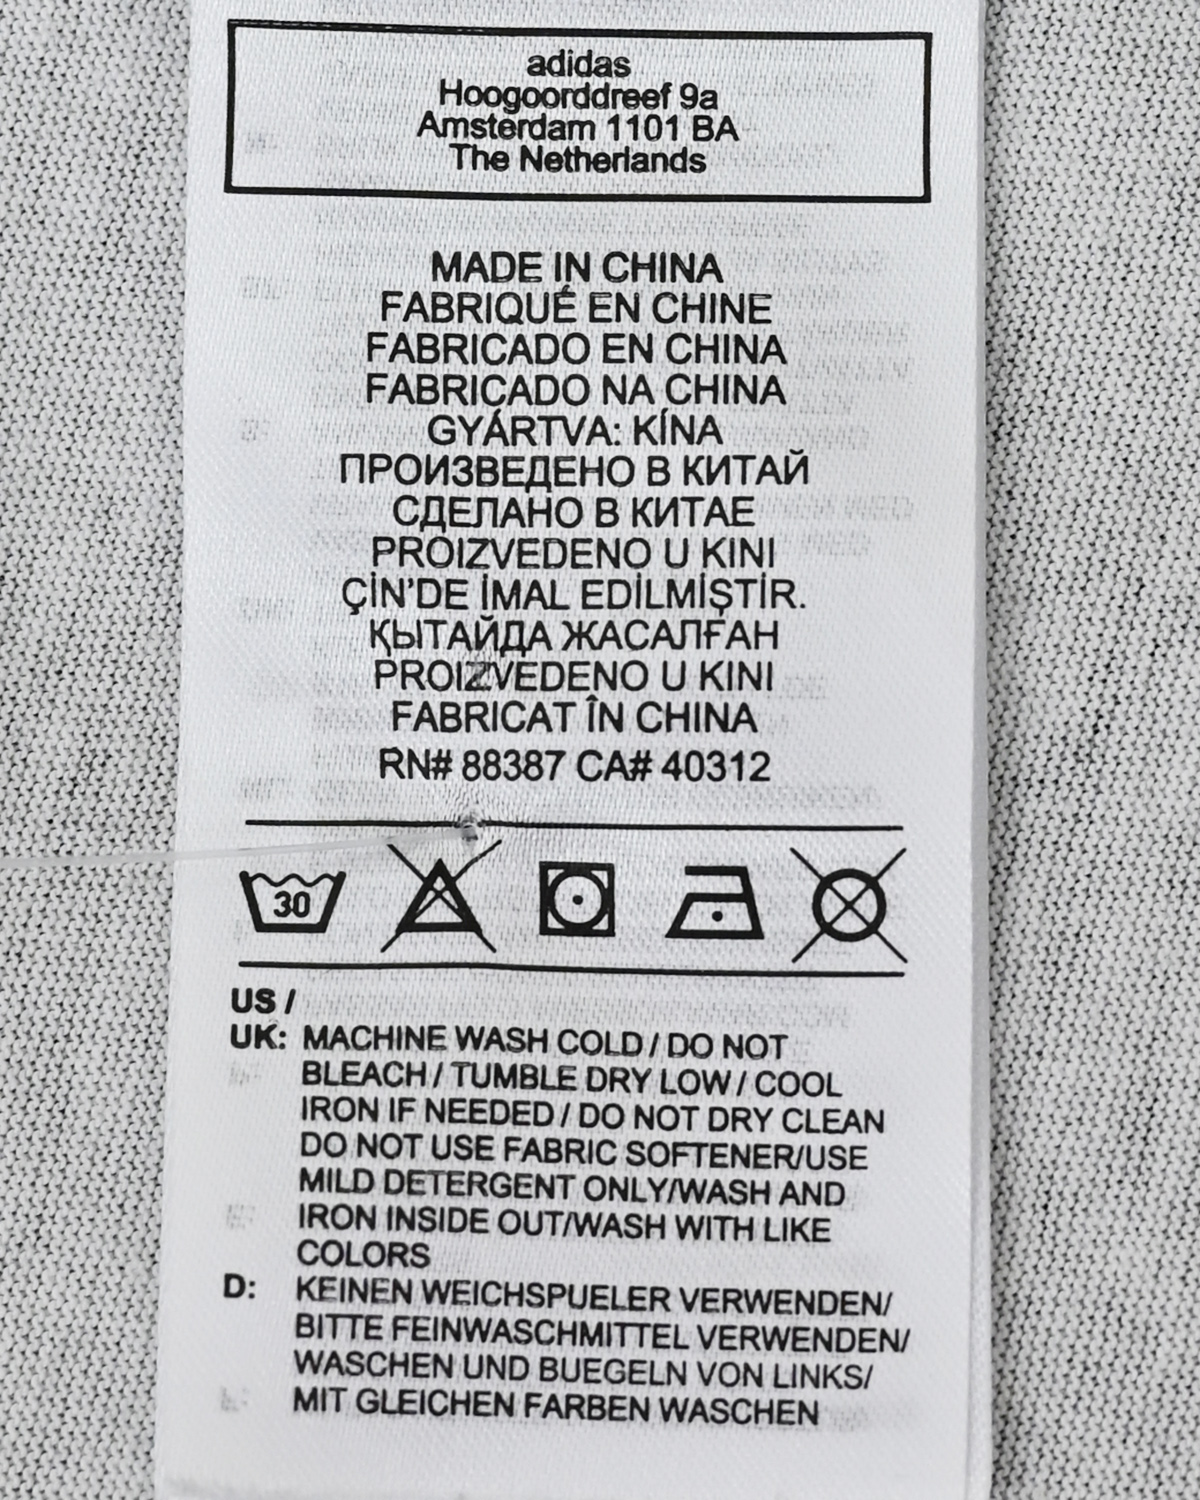 adidas
Hoogoorddreef 9a
Amsterdam 1101 BA
The Netherlands
MADE IN CHINA
FABRIQUÉ EN CHINE
FABRICADO EN CHINA
FABRICADO NA CHINA
GYÁRTVA: KÍNA
ПРОИЗВЕДЕНО В КИТАЙ
СДЕЛАНО В КИТАЕ
PROIZVEDENO U KINI
ÇİN'DE İMAL EDİLMİŞTİR.
ҚЫТАЙДА ЖАСАЛҒАН
PROIZVEDENO U KINI
FABRICAT ÎN CHINA
RN# 88387 CA# 40312
30
US /
UK: MACHINE WASH COLD / DO NOT
BLEACH / TUMBLE DRY LOW / COOL
IRON IF NEEDED / DO NOT DRY CLEAN
DO NOT USE FABRIC SOFTENER/USE
MILD DETERGENT ONLY/WASH AND
IRON INSIDE OUT/WASH WITH LIKE
COLORS
D: KEINEN WEICHSPUELER VERWENDEN/
BITTE FEINWASCHMITTEL VERWENDEN/
WASCHEN UND BUEGELN VON LINKS/
MIT GLEICHEN FARBEN WASCHEN